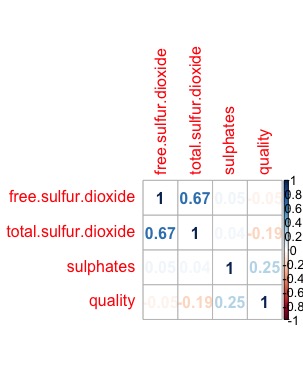 free.sulfur.dioxide
total.sulfur.dioxide
sulphates
quality
free.sulfur.dioxide 1 0.67 0.05 -0.05
total.sulfur.dioxide 0.67 1 0.04 -0.19
sulphates 0.05 0.04 1 0.25
quality -0.05 -0.19 0.25 1
1
0.8
0.6
0.4
0.2
0
-0.2
-0.4
-0.6
-0.8
-1